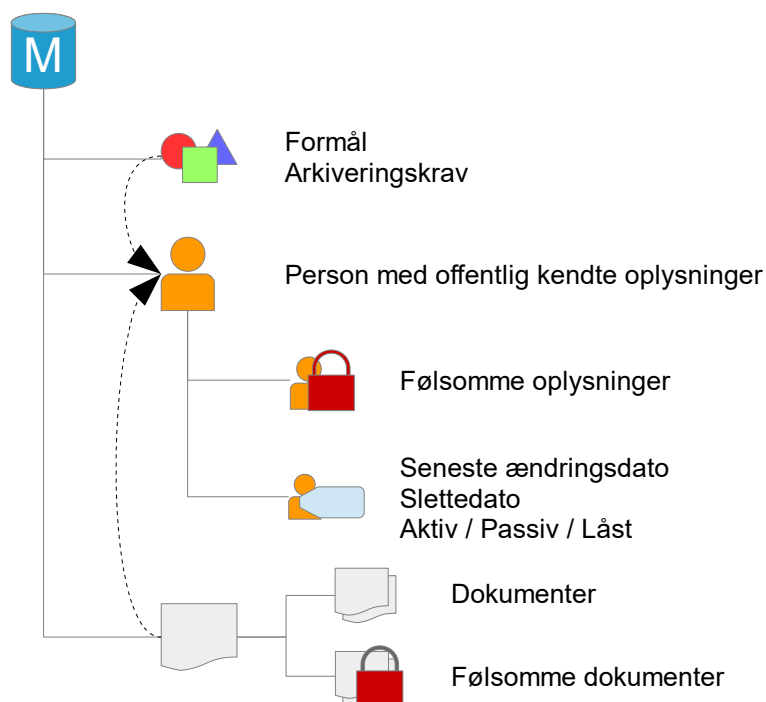 M
Formål
Arkiveringskrav
Person med offentlig kendte oplysninger
Følsomme oplysninger
Seneste ændringsdato
Slettedato
Aktiv / Passiv / Låst
Dokumenter
Følsomme dokumenter